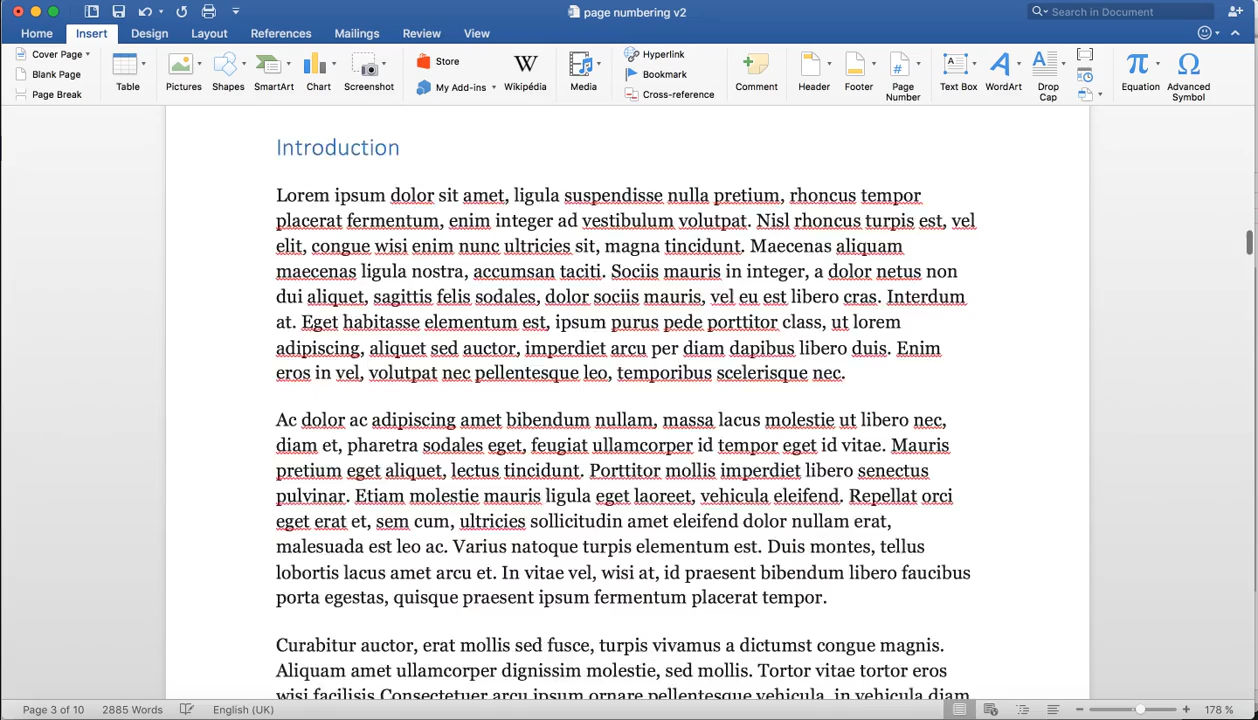 page numbering v2
Search in Document
Home Insert Design Layout References Mailings Review View
Cover Page
Blank Page
Page Break
Table
Pictures
Shapes
SmartArt
Chart
Screenshot
Store
My Add-ins
Wikipédia
Media
Hyperlink
Bookmark
Cross-reference
Comment
Header
Footer
Page
Number
Text Box
WordArt
Drop
Cap
Equation
Advanced
Symbol
Introduction
Lorem ipsum dolor sit amet, ligula suspendisse nulla pretium, rhoncus tempor
placerat fermentum, enim integer ad vestibulum volutpat. Nisl rhoncus turpis est, vel
elit, congue wisi enim nunc ultricies sit, magna tincidunt. Maecenas aliquam
maecenas ligula nostra, accumsan taciti. Sociis mauris in integer, a dolor netus non
dui aliquet, sagittis felis sodales, dolor sociis mauris, vel eu est libero cras. Interdum
at. Eget habitasse elementum est, ipsum purus pede porttitor class, ut lorem
adipiscing, aliquet sed auctor, imperdiet arcu per diam dapibus libero duis. Enim
eros in vel, volutpat nec pellentesque leo, temporibus scelerisque nec.
Ac dolor ac adipiscing amet bibendum nullam, massa lacus molestie ut libero nec,
diam et, pharetra sodales eget, feugiat ullamcorper id tempor eget id vitae. Mauris
pretium eget aliquet, lectus tincidunt. Porttitor mollis imperdiet libero senectus
pulvinar. Etiam molestie mauris ligula eget laoreet, vehicula eleifend. Repellat orci
eget erat et, sem cum, ultricies sollicitudin amet eleifend dolor nullam erat,
malesuada est leo ac. Varius natoque turpis elementum est. Duis montes, tellus
lobortis lacus amet arcu et. In vitae vel, wisi at, id praesent bibendum libero faucibus
porta egestas, quisque praesent ipsum fermentum placerat tempor.
Curabitur auctor, erat mollis sed fusce, turpis vivamus a dictumst congue magnis.
Aliquam amet ullamcorper dignissim molestie, sed mollis. Tortor vitae tortor eros
wisi facilisis Consectetuer arcu ipsum ornare pellentesque vehicula, in vehicula diam
Page 3 of 10 2885 Words English (UK) 178 %